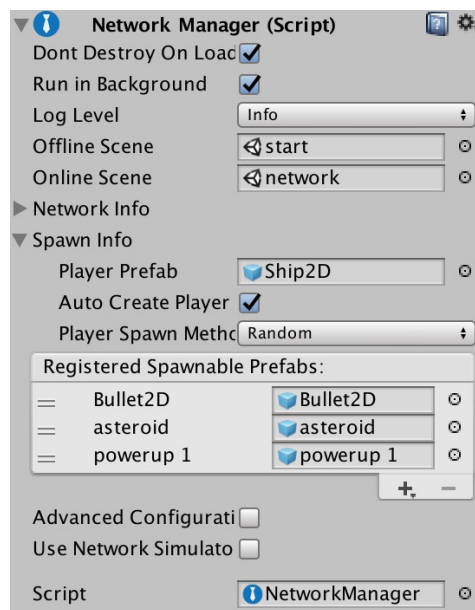 Network Manager (Script)
Dont Destroy On Load
Run in Background
Log Level Info
Offline Scene start
Online Scene network
Network Info
Spawn Info
Player Prefab Ship2D
Auto Create Player
Player Spawn Methc Random
Registered Spawnable Prefabs:
Bullet2D Bullet2D
asteroid asteroid
powerup 1 powerup 1
Advanced Configurati
Use Network Simulato
Script NetworkManager